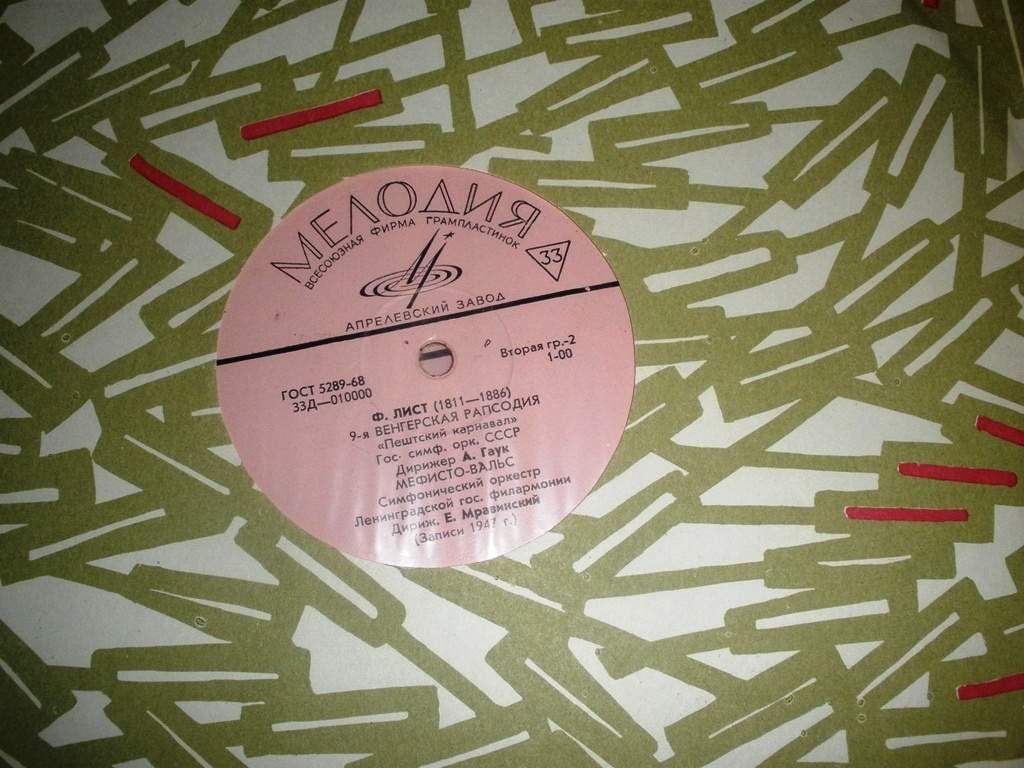 МЕЛОДИЯ
ВСЕСОЮЗНАЯ ФИРМА ГРАМПЛАСТИНОК
33
АПРЕЛЕВСКИЙ ЗАВОД
Вторая гр.-2
1-00
ГОСТ 5289-68
33Д—010000
Ф. ЛИСТ (1811—1886)
9-я ВЕНГЕРСКАЯ РАПСОДИЯ
«Пештский карнавал»
Гос. симф. орк. СССР
Дирижер А. Гаук
МЕФИСТО-ВАЛЬС
Симфонический оркестр
Ленинградской гос. филармонии
Дириж. Е. Мравинский
(Записи 1947 г.)